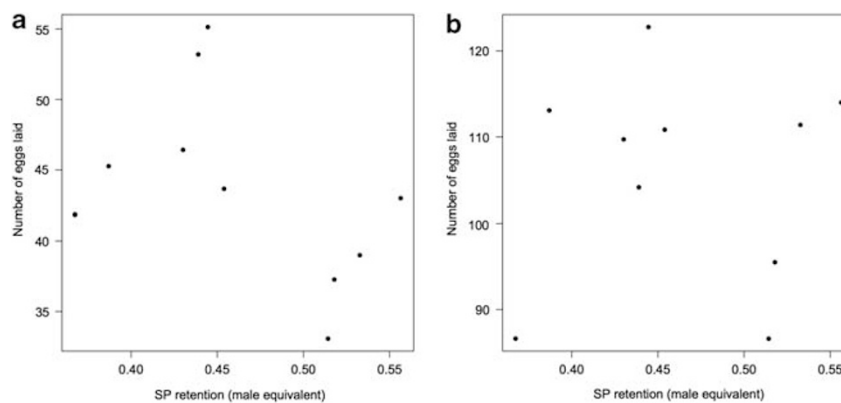 a
55
50
45
40
35
Number of eggs laid
0.40 0.45 0.50 0.55
SP retention (male equivalent)
b
120
110
100
90
Number of eggs laid
0.40 0.45 0.50 0.55
SP retention (male equivalent)